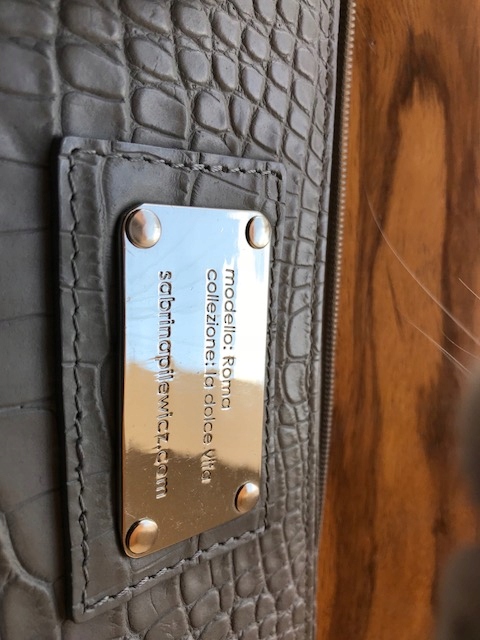 modello: Roma
collezione: la dolce Vita
sabrinapilewicz.com